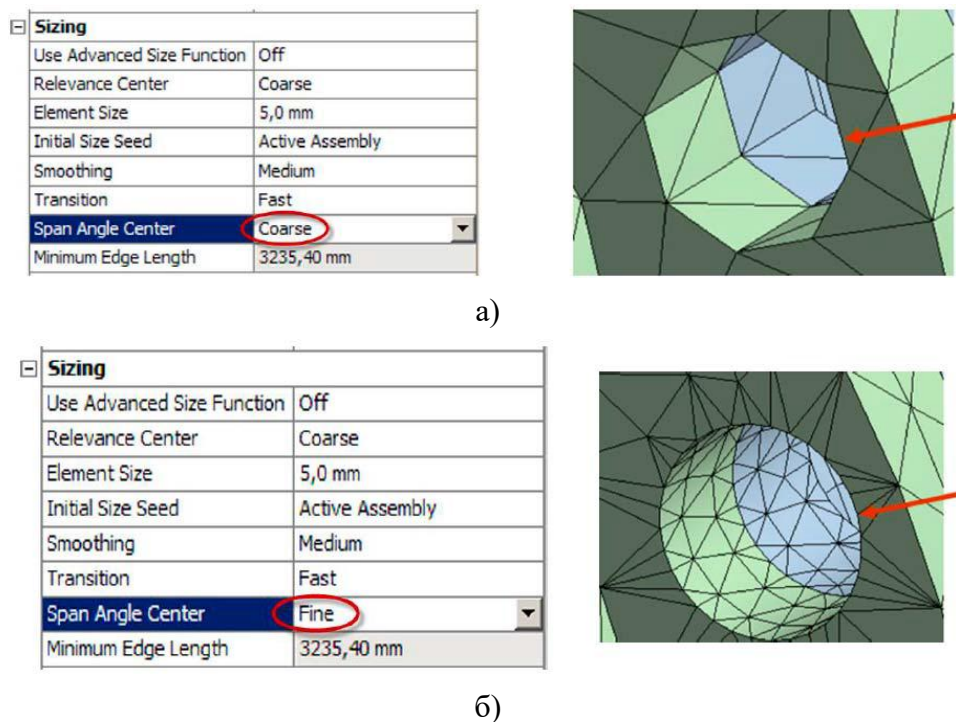 Sizing
Use Advanced Size Function Off
Relevance Center Coarse
Element Size 5,0 mm
Initial Size Seed Active Assembly
Smoothing Medium
Transition Fast
Span Angle Center Coarse
Minimum Edge Length 3235,40 mm
а)
Sizing
Use Advanced Size Function Off
Relevance Center Coarse
Element Size 5,0 mm
Initial Size Seed Active Assembly
Smoothing Medium
Transition Fast
Span Angle Center Fine
Minimum Edge Length 3235,40 mm
б)